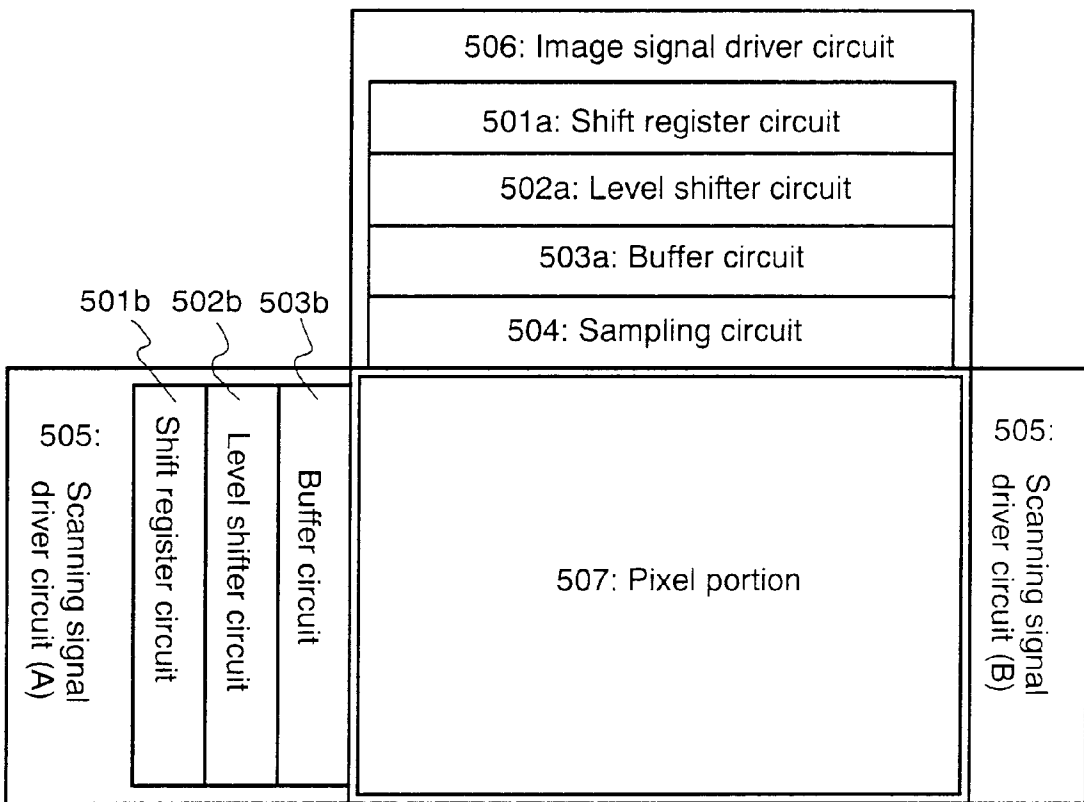 506: Image signal driver circuit
501a: Shift register circuit
502a: Level shifter circuit
503a: Buffer circuit
504: Sampling circuit
501b 502b 503b
505:
Scanning signal
driver circuit (A)
Shift register circuit
Level shifter circuit
Buffer circuit
507: Pixel portion
505:
Scanning signal
driver circuit (B)